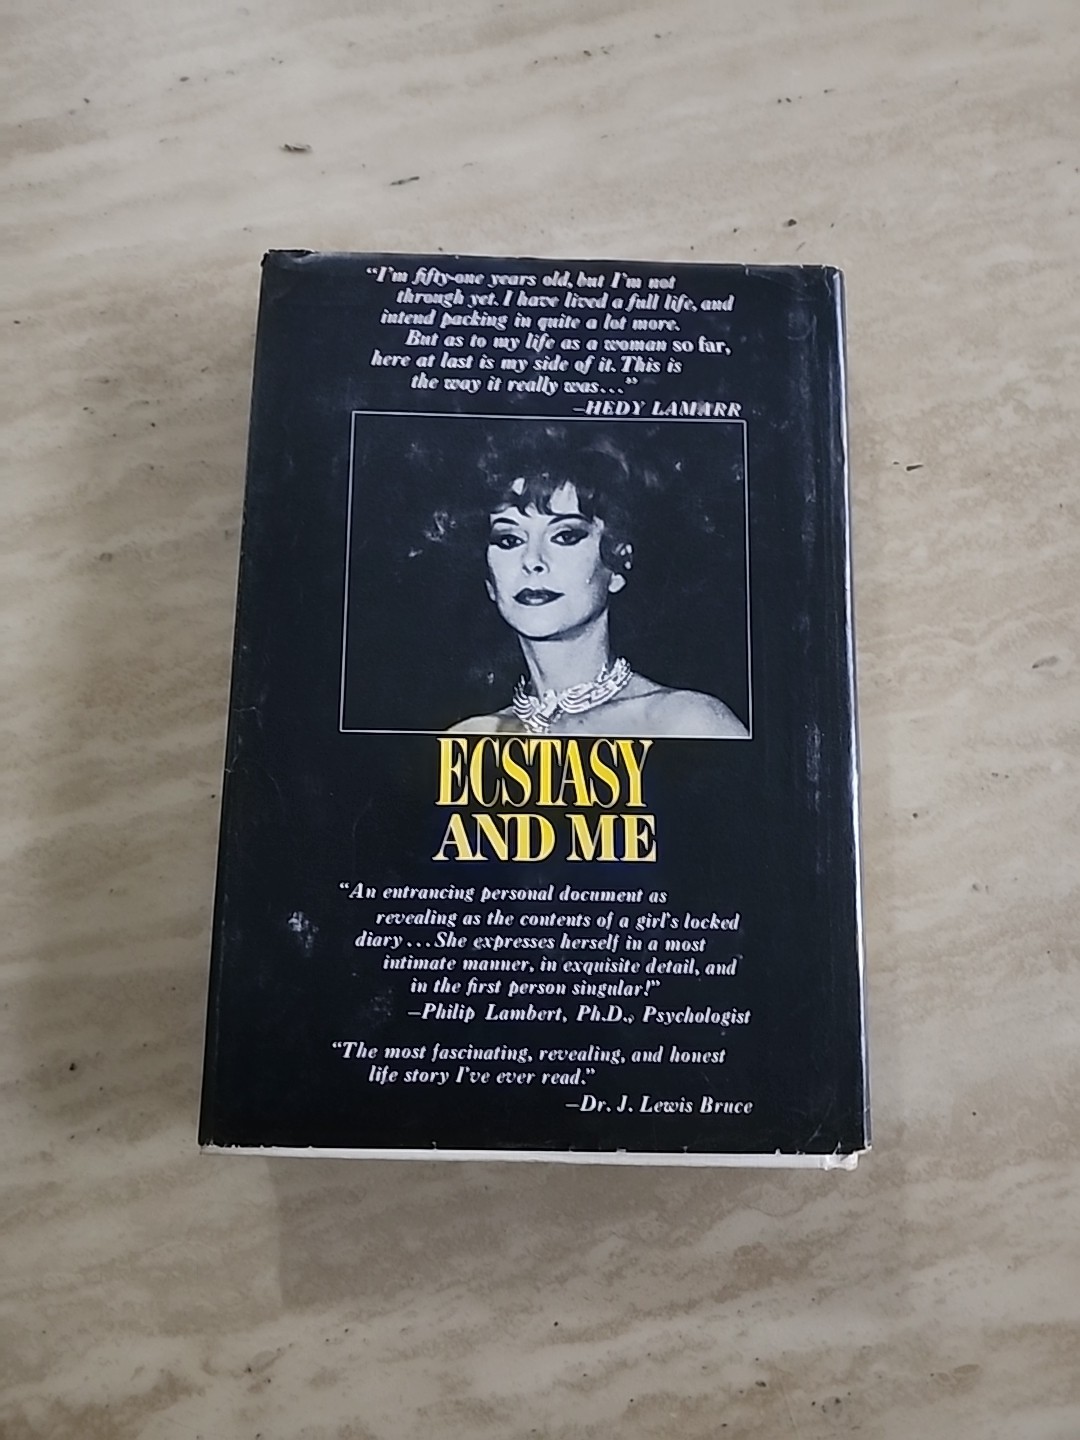 “I'm fifty-one years old, but I'm not
through yet. I have lived a full life, and
intend packing in quite a lot more.
But as to my life as a woman so far,
here at last is my side of it. This is
the way it really was...”
—HEDY LAMARR
ECSTASY
AND ME
“An entrancing personal document as
revealing as the contents of a girl's locked
diary...She expresses herself in a most
intimate manner, in exquisite detail, and
in the first person singular!”
—Philip Lambert, Ph.D., Psychologist
“The most fascinating, revealing, and honest
life story I've ever read.”
—Dr. J. Lewis Bruce